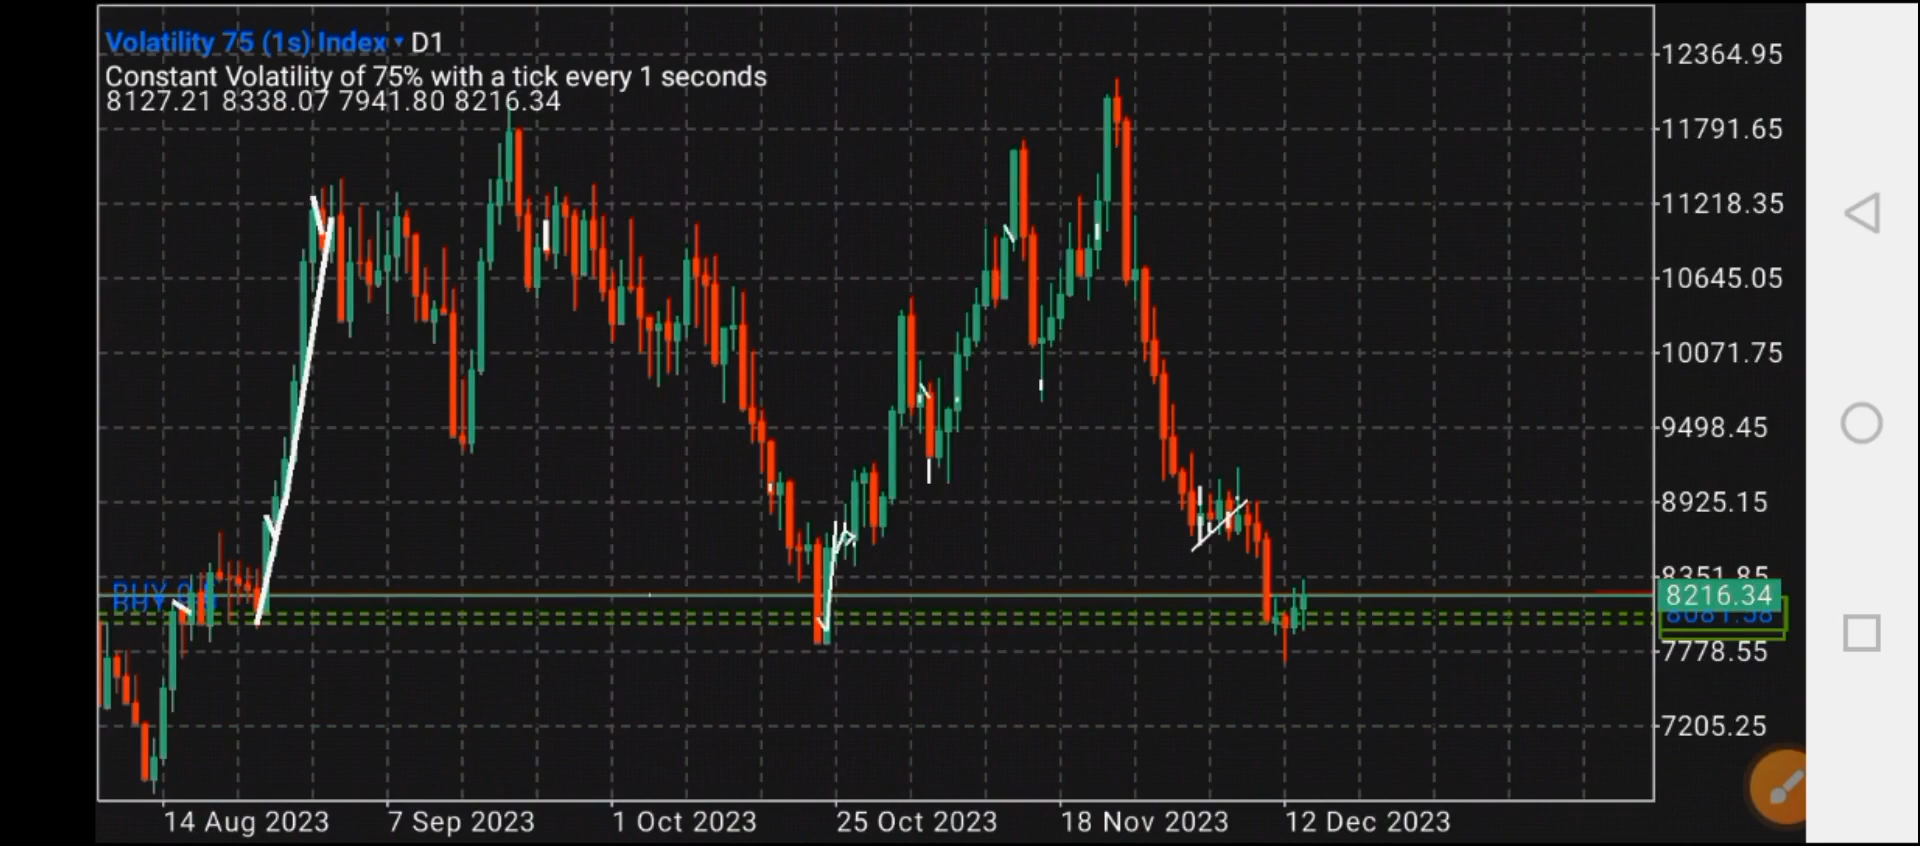 Volatility 75 (1s) Index D1
Constant Volatility of 75% with a tick every 1 seconds
8127.21 8338.07 7941.80 8216.34
12364.95
11791.65
11218.35
10645.05
10071.75
9498.45
8925.15
8351.85
BUY
8216.34
7778.55
7205.25
14 Aug 2023 7 Sep 2023 1 Oct 2023 25 Oct 2023 18 Nov 2023 12 Dec 2023